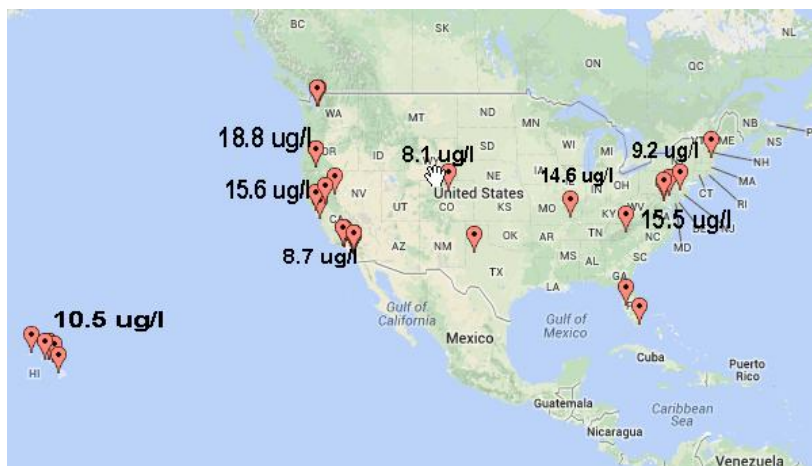 BC
SK
NL
ON
QC
WA
MT
ND
MN
NB
VT
ME
NS
18.8 ug/l
OR
ID
8.1 ug/l
SD
WI
MI
9.2 ug/l
NH
14.6 ug/l
MA
15.6 ug/l
NV
UT
CO
United States
NE
KS
MO
IN
OH
KY
WV
15.5 ug/l
CT
RI
NJ
MD
CA
8.7 ug/l
AZ
NM
OK
AR
TN
NC
SC
MS
AL
GA
TX
LA
10.5 ug/l
HI
Gulf of
California
Gulf of
Mexico
Mexico
Cuba
Puerto
Rico
Guatemala
Caribbean
Sea
Nicaragua
Venezuela